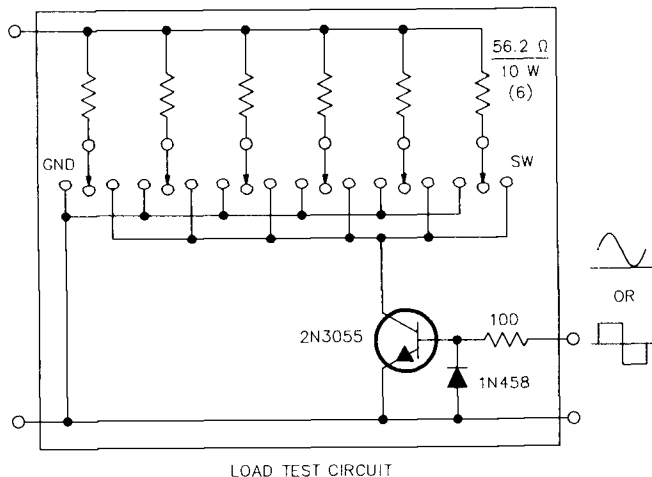 56.2 Ω
10 W
(6)
GND
SW
OR
100
2N3055
1N458
LOAD TEST CIRCUIT